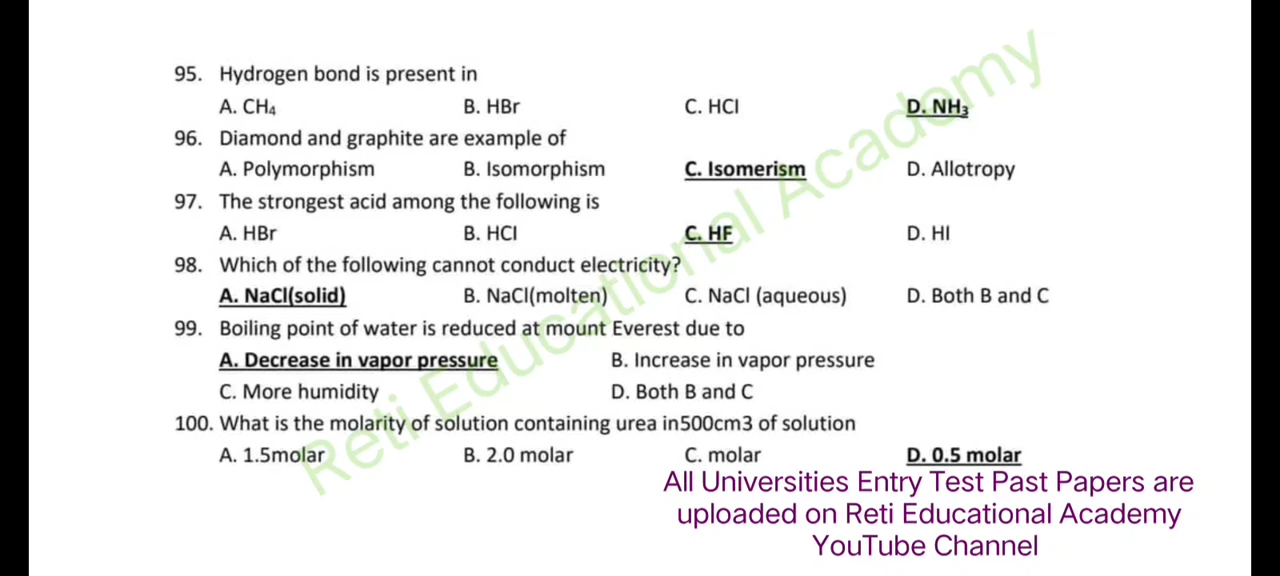 95. Hydrogen bond is present in
A. CH₄ B. HBr C. HCl D. NH₃
96. Diamond and graphite are example of
A. Polymorphism B. Isomorphism C. Isomerism D. Allotropy
97. The strongest acid among the following is
A. HBr B. HCl C. HF D. HI
98. Which of the following cannot conduct electricity?
A. NaCl(solid) B. NaCl(molten) C. NaCl (aqueous) D. Both B and C
99. Boiling point of water is reduced at mount Everest due to
A. Decrease in vapor pressure B. Increase in vapor pressure
C. More humidity D. Both B and C
100. What is the molarity of solution containing urea in500cm3 of solution
A. 1.5molar B. 2.0 molar C. molar D. 0.5 molar
Reti Educational Academy
All Universities Entry Test Past Papers are
uploaded on Reti Educational Academy
YouTube Channel